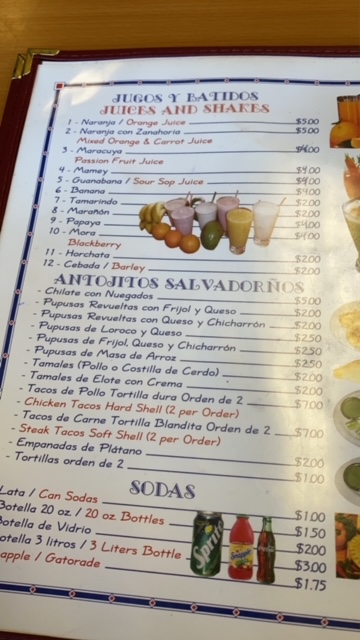 JUGOS Y BATIDOS
JUICES AND SHAKES
1 - Naranja / Orange Juice $5.00
2 - Naranja con Zanahoria $5.00
Mixed Orange & Carrot Juice
3 - Maracuya $4.00
Passion Fruit Juice
4 - Mamey $4.00
5 - Guanabana / Sour Sop Juice $4.00
6 - Banana $4.00
7 - Tamarindo $2.00
8 - Marañón $2.00
9 - Papaya $4.00
10 - Mora $4.00
Blackberry
11 - Horchata $2.00
12 - Cebada / Barley $2.00
ANTOJITOS SALVADORÑOS
- Chilate con Nuegados $5.00
- Pupusas Revueltas con Frijol y Queso $2.00
- Pupusas Revueltas con Queso y Chicharrón $2.00
- Pupusas de Loroco y Queso $2.50
- Pupusas de Frijol, Queso y Chicharrón $2.50
- Pupusas de Masa de Arroz $2.50
- Tamales (Pollo o Costilla de Cerdo) $2.00
- Tamales de Elote con Crema $2.00
- Tacos de Pollo Tortilla dura Orden de 2 $7.00
- Chicken Tacos Hard Shell (2 per Order)
- Tacos de Carne Tortilla Blandita Orden de 2 $7.00
- Steak Tacos Soft Shell (2 per Order)
- Empanadas de Plátano $2.00
- Tortillas orden de 2 $1.00
SODAS
Lata / Can Sodas $1.00
Botella 20 oz / 20 oz. Bottles $1.50
Botella de Vidrio $2.00
otella 3 litros / 3 Liters Bottle $3.00
apple / Gatorade $1.75
Sprite
Snapple